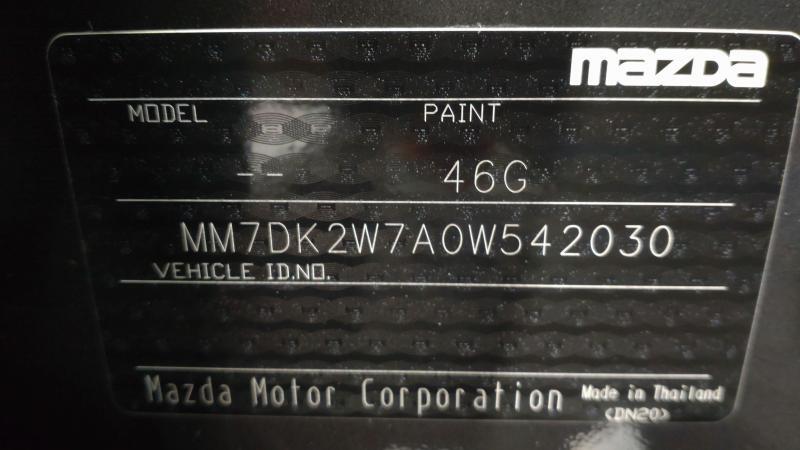 mazda
MODEL PAINT
-- 46G
MM7DK2W7A0W542030
VEHICLE ID.NO.
Mazda Motor Corporation Made in Thailand
<DN20>